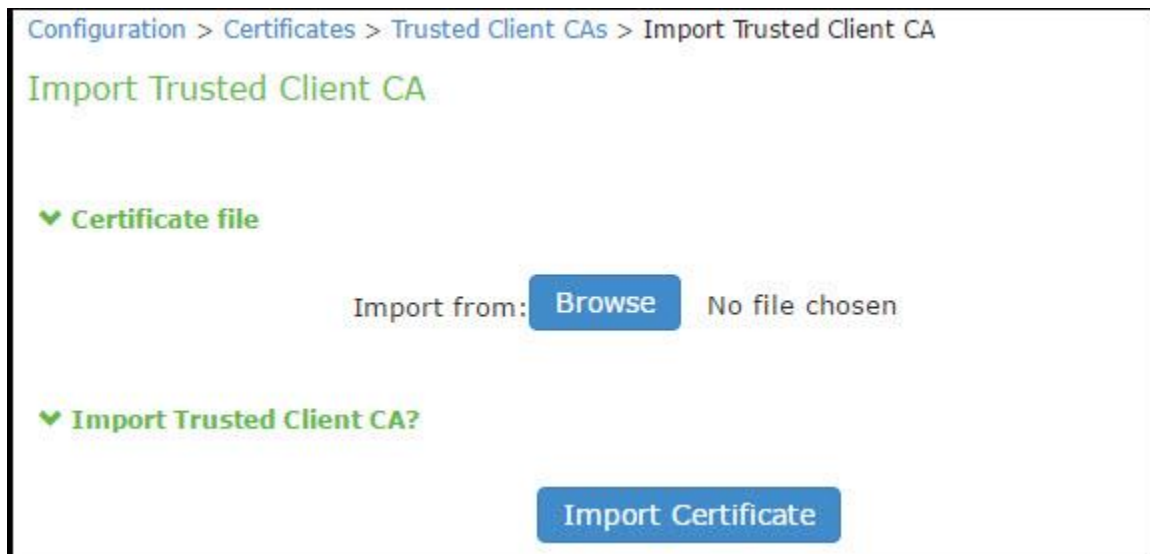 Configuration > Certificates > Trusted Client CAs > Import Trusted Client CA
Import Trusted Client CA
Certificate file
Import from: Browse No file chosen
Import Trusted Client CA?
Import Certificate